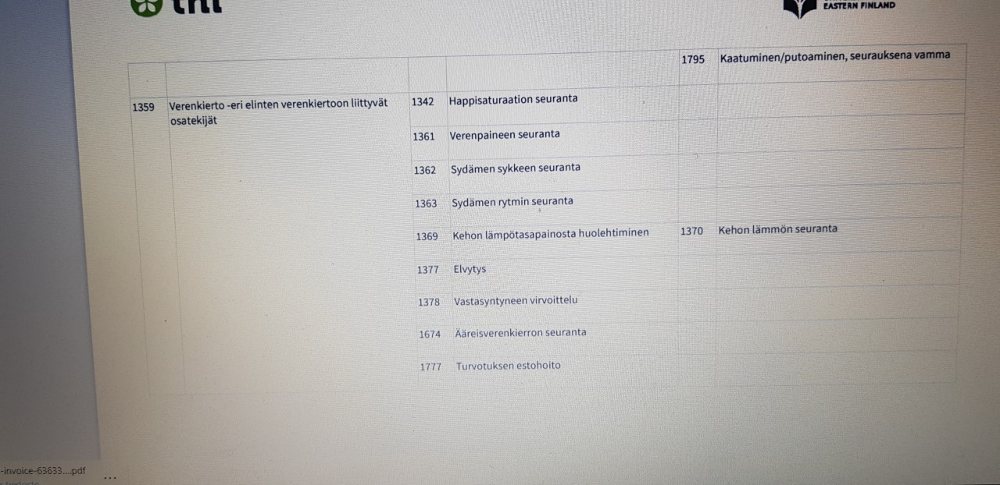 thl
EASTERN FINLAND
1795 Kaatuminen/putoaminen, seurauksena vamma
1359 Verenkierto -eri elinten verenkiertoon liittyvät
osatekijät
1342 Happisaturaation seuranta
1361 Verenpaineen seuranta
1362 Sydämen sykkeen seuranta
1363 Sydämen rytmin seuranta
1369 Kehon lämpötasapainosta huolehtiminen 1370 Kehon lämmön seuranta
1377 Elvytys
1378 Vastasyntyneen virvoittelu
1674 Ääreisverenkierron seuranta
1777 Turvotuksen estohoito
-invoice-63633....pdf
...